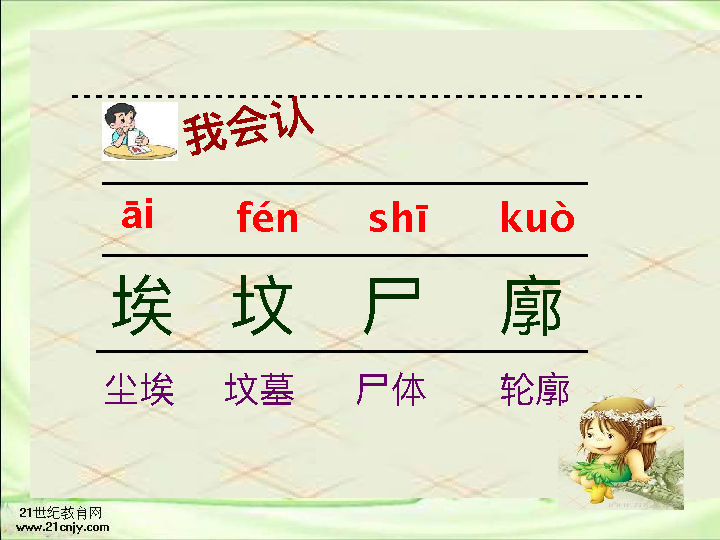 我会认
āi fén shī kuò
埃 坟 尸 廓
尘埃 坟墓 尸体 轮廓
21世纪教育网
www.21cnjy.com